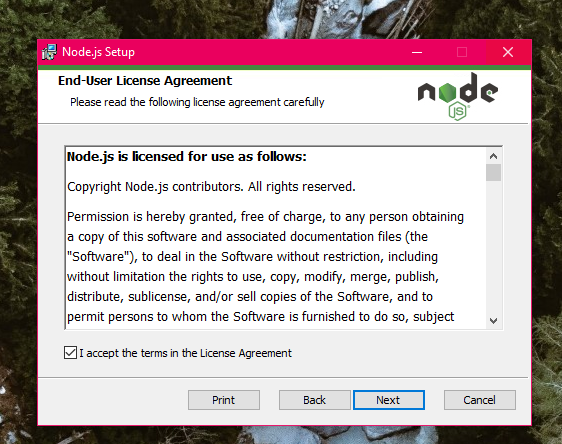 Node.js Setup
End-User License Agreement
Please read the following license agreement carefully
node
JS
Node.js is licensed for use as follows:
Copyright Node.js contributors. All rights reserved.
Permission is hereby granted, free of charge, to any person obtaining
a copy of this software and associated documentation files (the
"Software"), to deal in the Software without restriction, including
without limitation the rights to use, copy, modify, merge, publish,
distribute, sublicense, and/or sell copies of the Software, and to
permit persons to whom the Software is furnished to do so, subject
I accept the terms in the License Agreement
Print Back Next Cancel